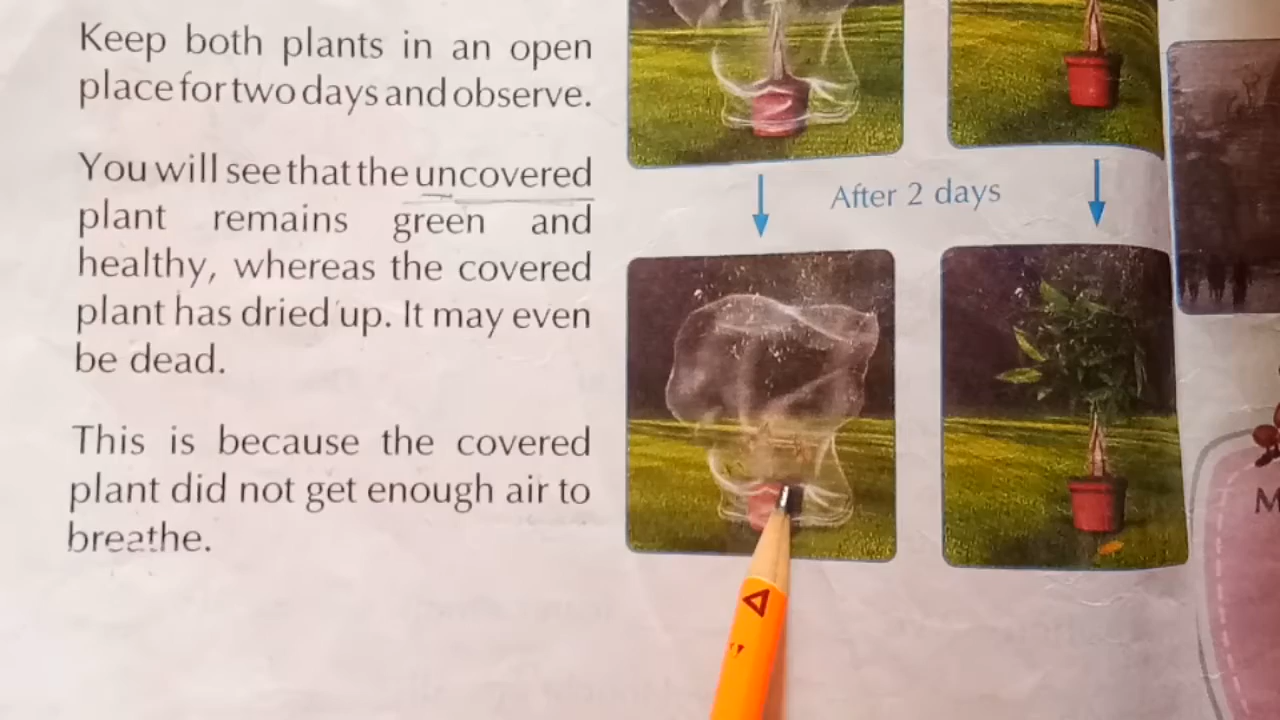 Keep both plants in an open
place for two days and observe.
You will see that the uncovered
plant remains green and
healthy, whereas the covered
plant has dried up. It may even
be dead.
This is because the covered
plant did not get enough air to
breathe.
After 2 days